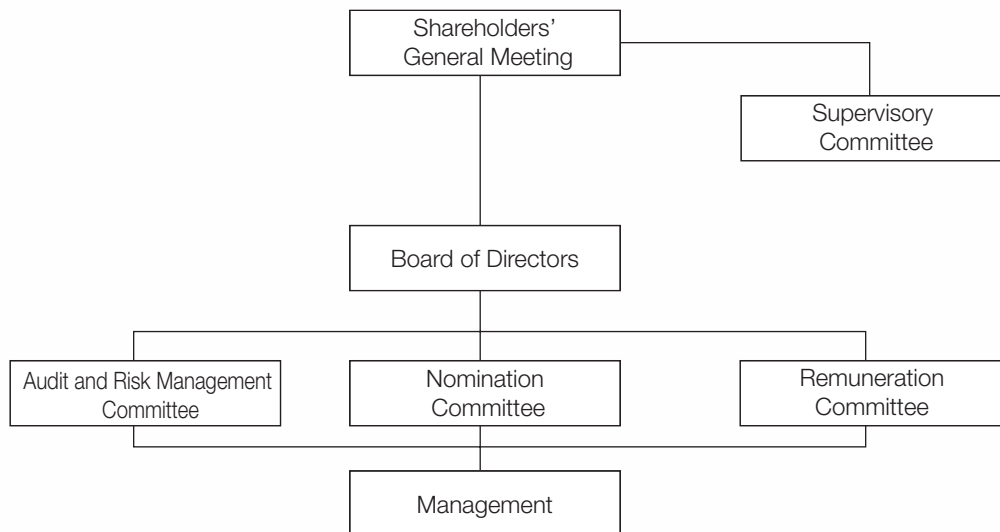 Shareholders’
General Meeting
Supervisory
Committee
Board of Directors
Audit and Risk Management
Committee
Nomination
Committee
Remuneration
Committee
Management